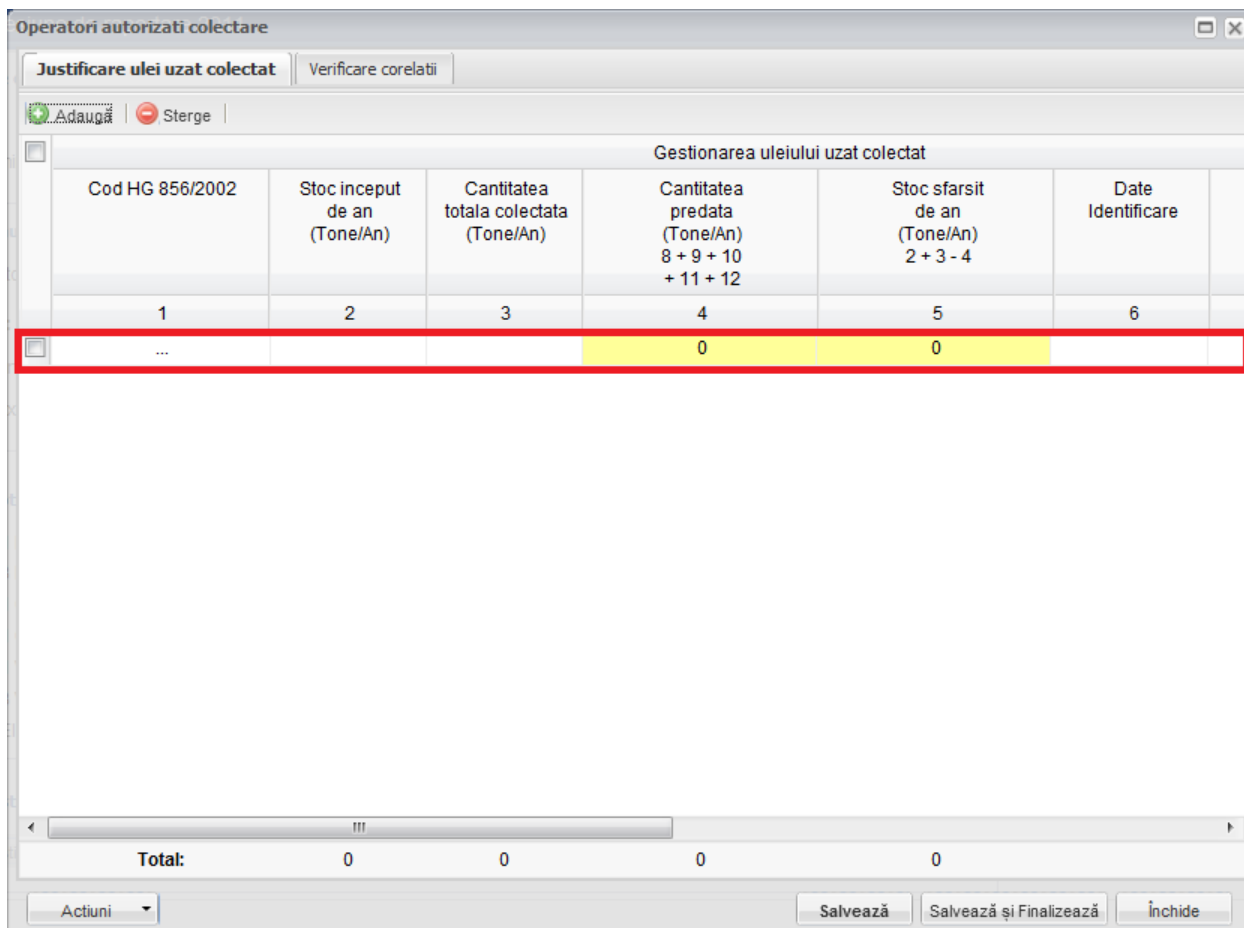 Operatori autorizati colectare
Justificare ulei uzat colectat Verificare corelatii
Adaugă Sterge
Gestionarea uleiului uzat colectat
Cod HG 856/2002 Stoc inceput Cantitatea Cantitatea Stoc sfarsit Date
de an totala colectata predata de an Identificare
(Tone/An) (Tone/An) (Tone/An) (Tone/An)
8 + 9 + 10 2 + 3 - 4
+ 11 + 12
1 2 3 4 5 6
... 0 0
Total: 0 0 0 0
Actiuni Salvează Salvează și Finalizează Închide